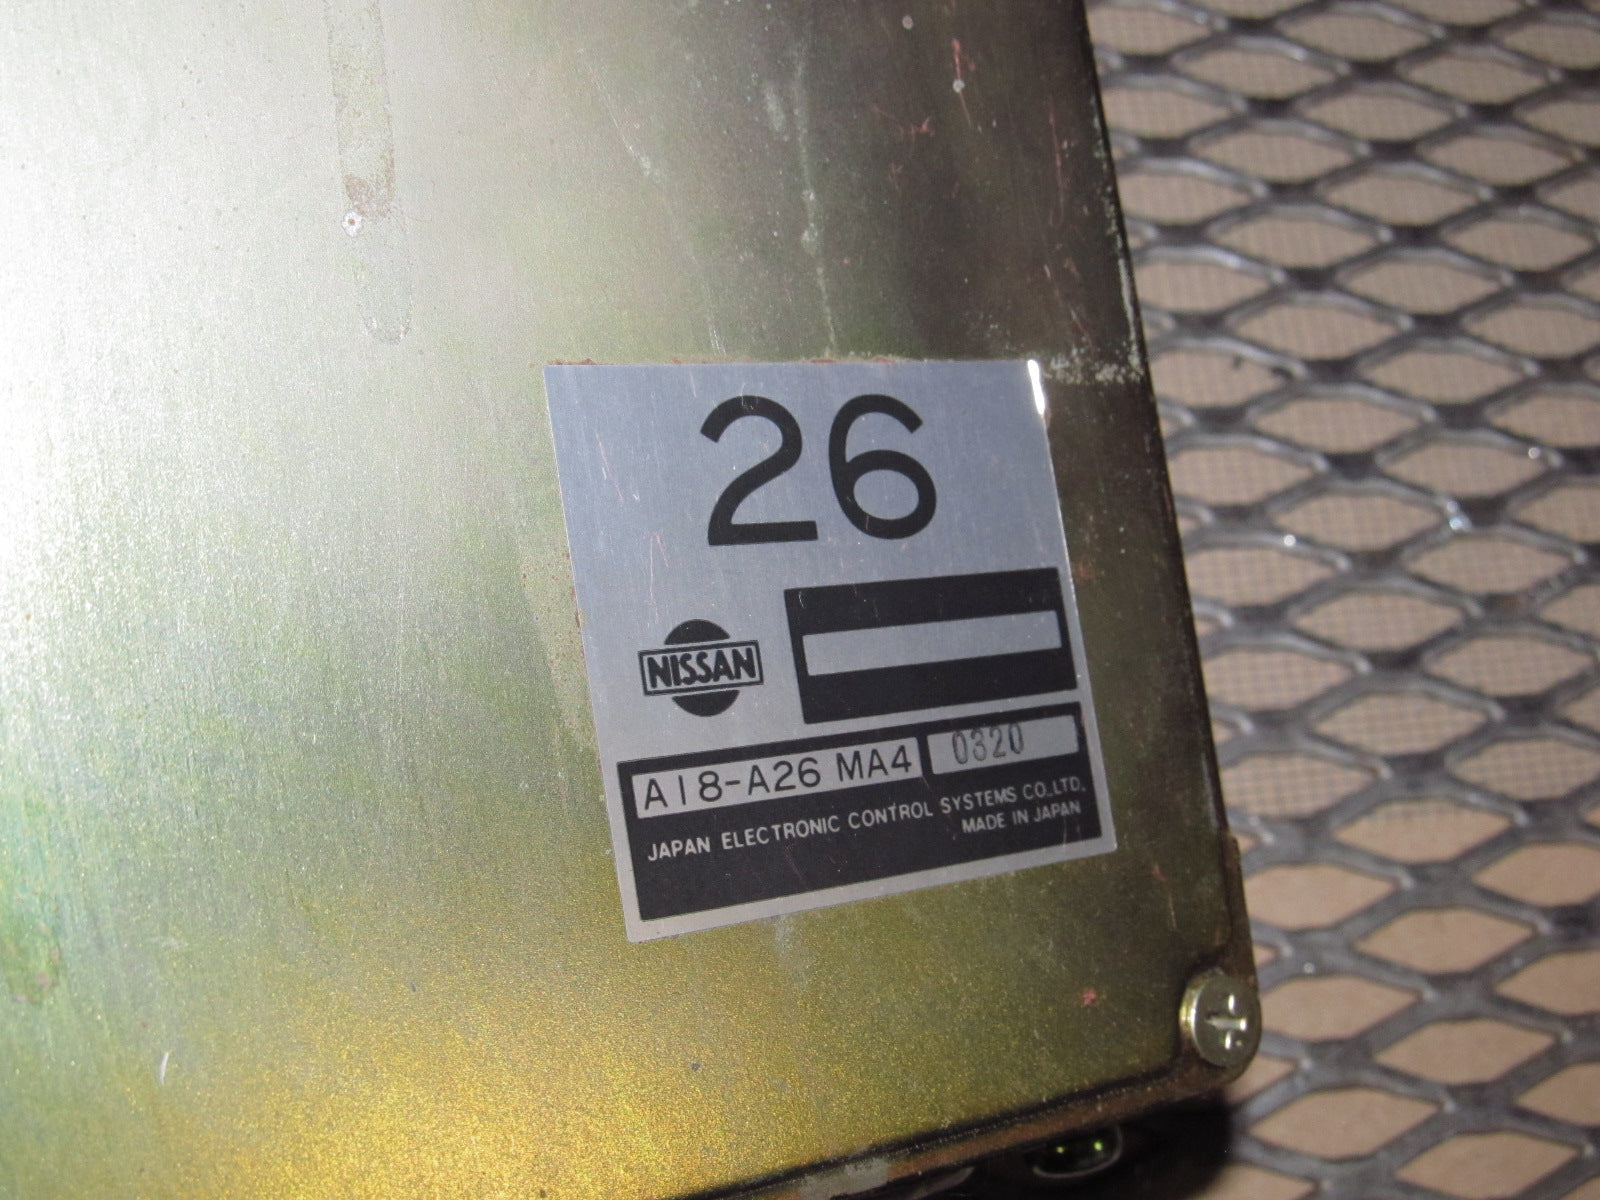 26
NISSAN
A18-A26 MA4 0320
JAPAN ELECTRONIC CONTROL SYSTEMS CO.,LTD.
MADE IN JAPAN